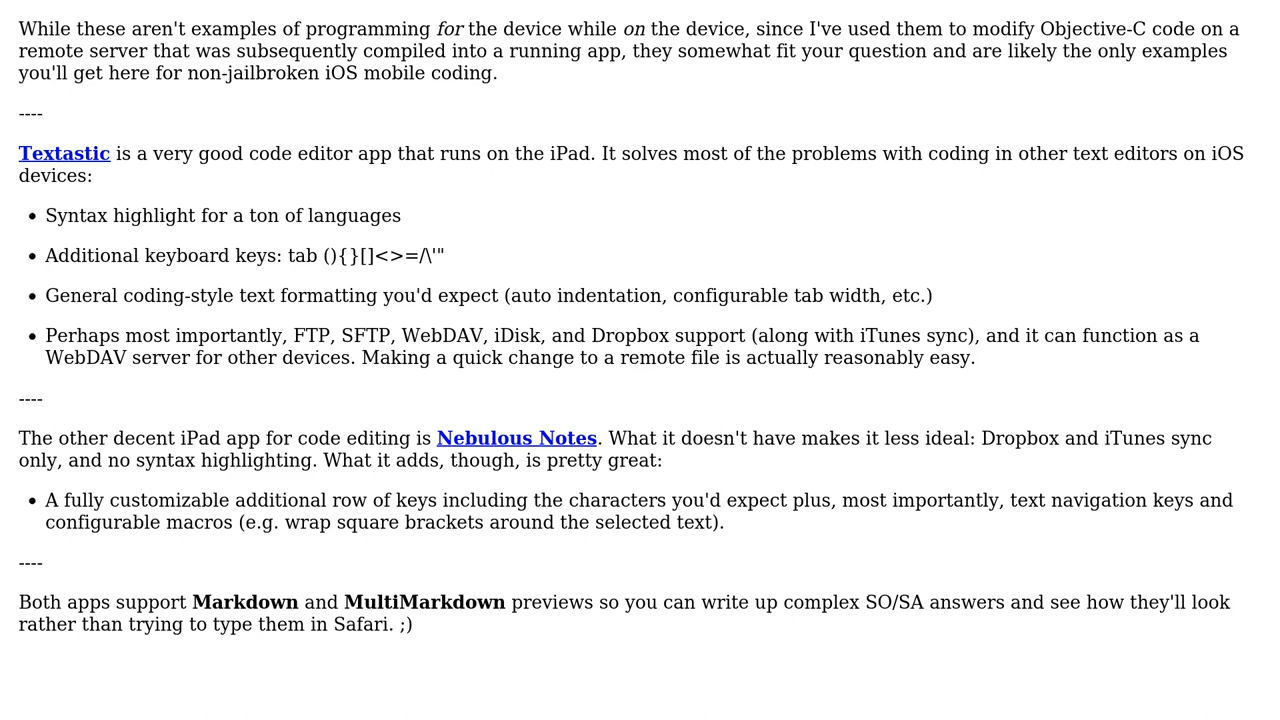 While these aren't examples of programming for the device while on the device, since I've used them to modify Objective-C code on a
remote server that was subsequently compiled into a running app, they somewhat fit your question and are likely the only examples
you'll get here for non-jailbroken iOS mobile coding.
----
Textastic is a very good code editor app that runs on the iPad. It solves most of the problems with coding in other text editors on iOS
devices:
• Syntax highlight for a ton of languages
• Additional keyboard keys: tab (){}[]<>=/\'"
• General coding-style text formatting you'd expect (auto indentation, configurable tab width, etc.)
• Perhaps most importantly, FTP, SFTP, WebDAV, iDisk, and Dropbox support (along with iTunes sync), and it can function as a
WebDAV server for other devices. Making a quick change to a remote file is actually reasonably easy.
----
The other decent iPad app for code editing is Nebulous Notes. What it doesn't have makes it less ideal: Dropbox and iTunes sync
only, and no syntax highlighting. What it adds, though, is pretty great:
• A fully customizable additional row of keys including the characters you'd expect plus, most importantly, text navigation keys and
configurable macros (e.g. wrap square brackets around the selected text).
----
Both apps support Markdown and MultiMarkdown previews so you can write up complex SO/SA answers and see how they'll look
rather than trying to type them in Safari. ;)